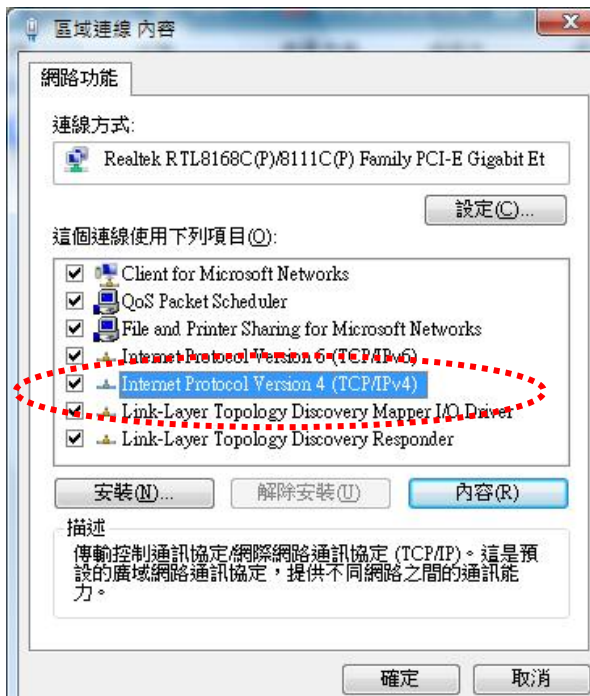 區域連線 內容
網路功能
連線方式:
Realtek RTL8168C(P)/8111C(P) Family PCI-E Gigabit Et
設定(C)...
這個連線使用下列項目(O):
Client for Microsoft Networks
QoS Packet Scheduler
File and Printer Sharing for Microsoft Networks
Internet Protocol Version 6 (TCP/IPv6)
Internet Protocol Version 4 (TCP/IPv4)
Link-Layer Topology Discovery Mapper I/O Driver
Link-Layer Topology Discovery Responder
安裝(N)...
解除安裝(U)
內容(R)
描述
傳輸控制通訊協定/網際網路通訊協定 (TCP/IP)。這是預
設的廣域網路通訊協定，提供不同網路之間的通訊能
力。
確定
取消